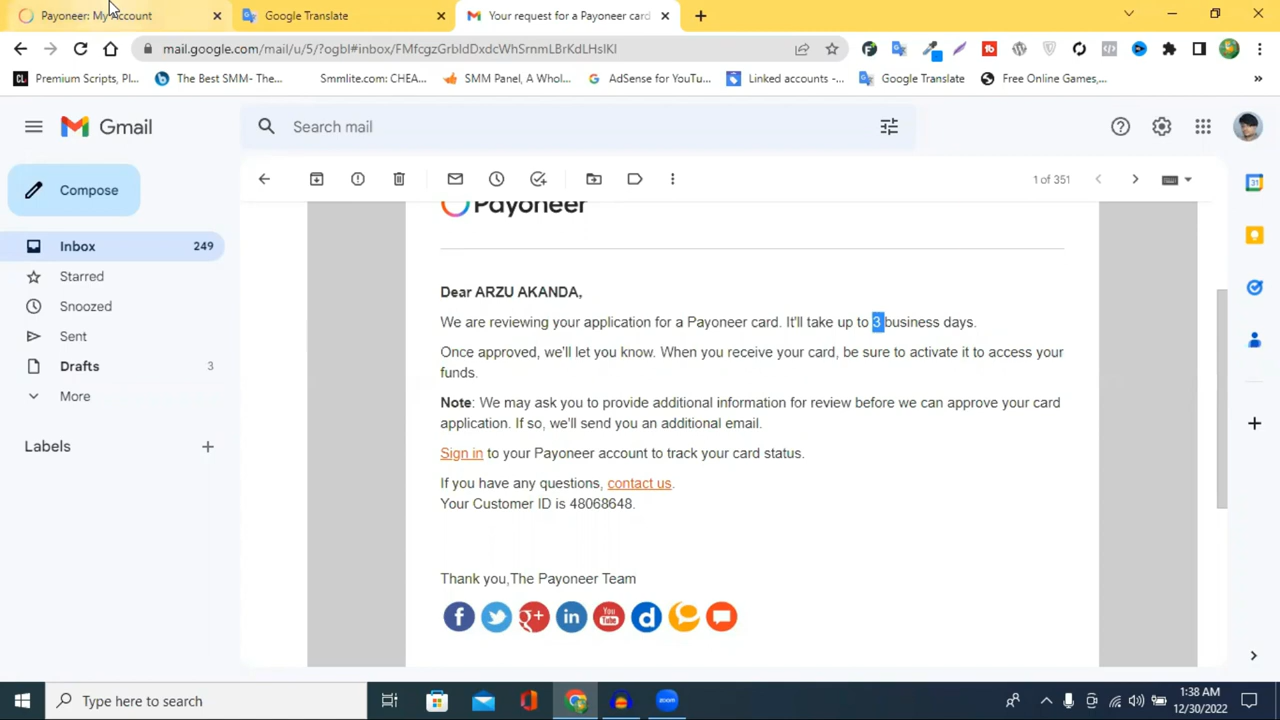 Payoneer: My Account
Google Translate
Your request for a Payoneer card
mail.google.com/mail/u/5/?ogbl#inbox/FMfcgzGrbIdDxdcWhSrnmLBrKdLHslKI
Premium Scripts, Pl...
The Best SMM- The...
Smmlite.com: CHEA...
SMM Panel, A Whol...
AdSense for YouTu...
Linked accounts -...
Google Translate
Free Online Games,...
Gmail
Search mail
Compose
1 of 351
Inbox 249
Starred
Snoozed
Sent
Drafts 3
More
Labels
Payoneer
Dear ARZU AKANDA,
We are reviewing your application for a Payoneer card. It'll take up to 3 business days.
Once approved, we'll let you know. When you receive your card, be sure to activate it to access your
funds.
Note: We may ask you to provide additional information for review before we can approve your card
application. If so, we'll send you an additional email.
Sign in to your Payoneer account to track your card status.
If you have any questions, contact us.
Your Customer ID is 48068648.
Thank you,The Payoneer Team
Type here to search
1:38 AM
12/30/2022